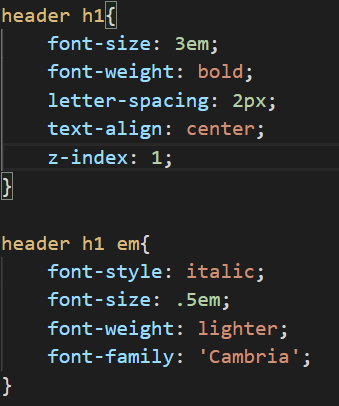 header h1{
    font-size: 3em;
    font-weight: bold;
    letter-spacing: 2px;
    text-align: center;
    z-index: 1;
}

header h1 em{
    font-style: italic;
    font-size: .5em;
    font-weight: lighter;
    font-family: 'Cambria';
}